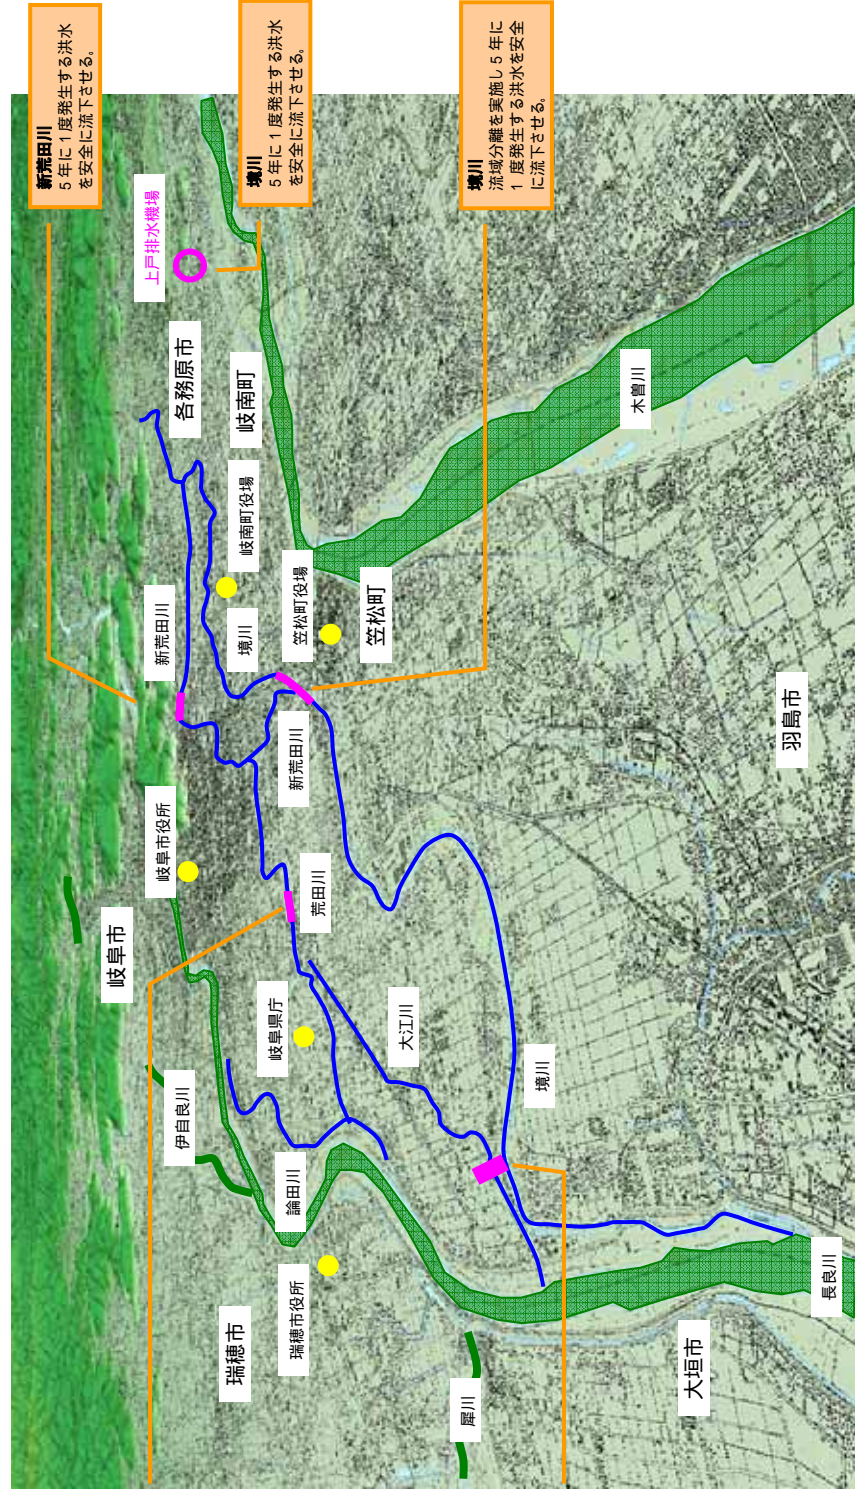 新荒田川
５年に１度発生する洪水
を安全に流下させる。
境川
５年に１度発生する洪水
を安全に流下させる。
境川
流域分離を実施し５年に
１度発生する洪水を安全
に流下させる。
上戸排水機場
各務原市
岐南町
岐南町役場
木曽川
新荒田川
境川
笠松町役場
笠松町
新荒田川
羽島市
岐阜市役所
荒田川
岐阜市
岐阜県庁
大江川
境川
伊自良川
論田川
瑞穂市
瑞穂市役所
長良川
大垣市
犀川